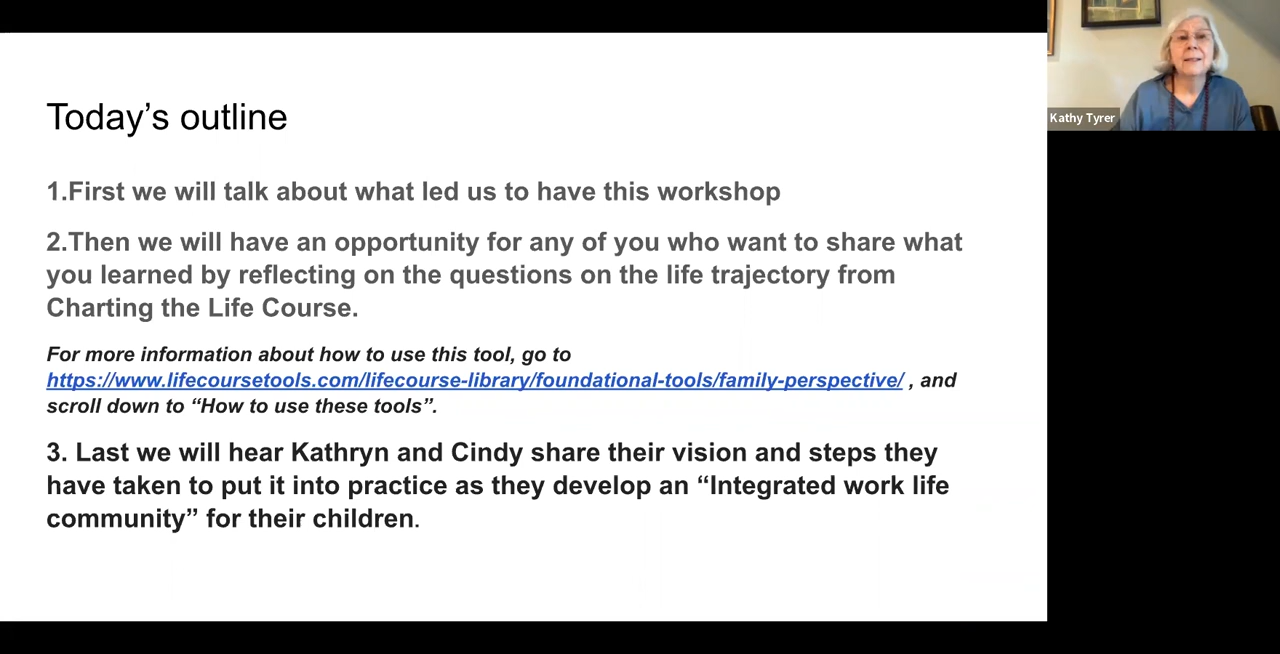 Today’s outline
1.First we will talk about what led us to have this workshop
2.Then we will have an opportunity for any of you who want to share what
you learned by reflecting on the questions on the life trajectory from
Charting the Life Course.
For more information about how to use this tool, go to
https://www.lifecoursetools.com/lifecourse-library/foundational-tools/family-perspective/ , and
scroll down to “How to use these tools”.
3. Last we will hear Kathryn and Cindy share their vision and steps they
have taken to put it into practice as they develop an “Integrated work life
community” for their children.
Kathy Tyrer